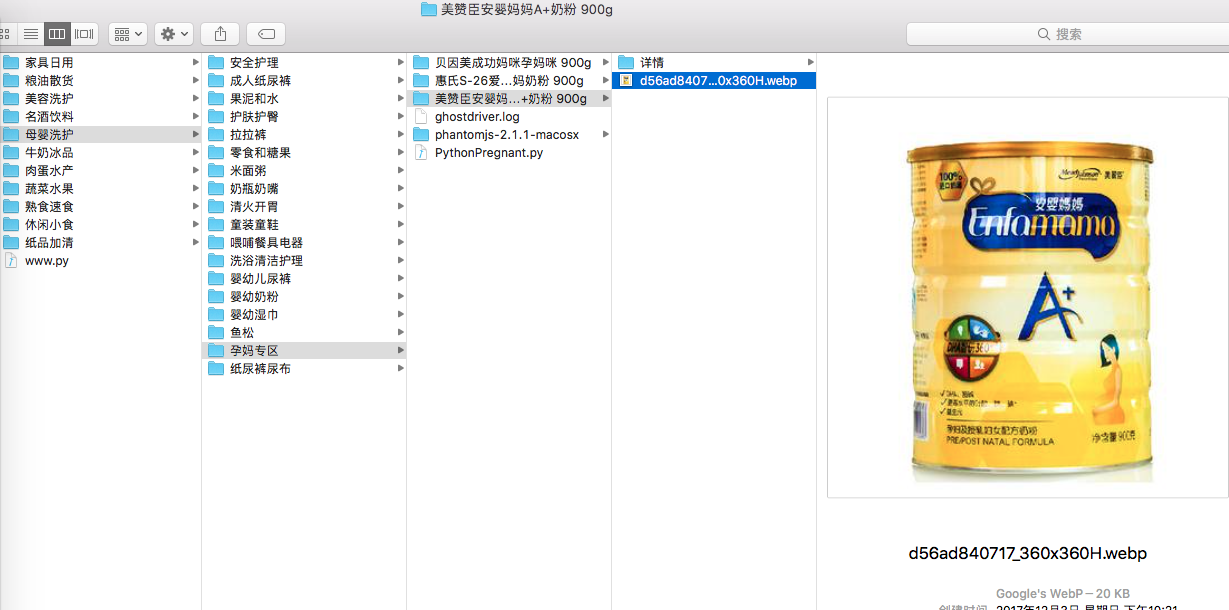 美赞臣安婴妈妈A+奶粉 900g
搜索
家具日用
粮油散货
美容洗护
名酒饮料
母婴洗护
牛奶冰品
肉蛋水产
蔬菜水果
熟食速食
休闲小食
纸品加清
www.py
安全护理
成人纸尿裤
果泥和水
护肤护臀
拉拉裤
零食和糖果
米面粥
奶瓶奶嘴
清火开胃
童装童鞋
喂哺餐具电器
洗浴清洁护理
婴幼儿尿裤
婴幼奶粉
婴幼湿巾
鱼松
孕妈专区
纸尿裤尿布
贝因美成功妈咪孕妈咪 900g
惠氏S-26爱...妈奶粉 900g
美赞臣安婴妈...+奶粉 900g
ghostdriver.log
phantomjs-2.1.1-macosx
PythonPregnant.py
详情
d56ad8407...0x360H.webp
100%
MeadJohnson 美赞臣
安婴妈妈
Enfamama
A+
孕妇及授乳妇女配方奶粉
PRE/POST NATAL FORMULA
净含量 900克
d56ad840717_360x360H.webp
Google's WebP – 20 KB
创建时间 2017年12月3日 星期日 下午10:21